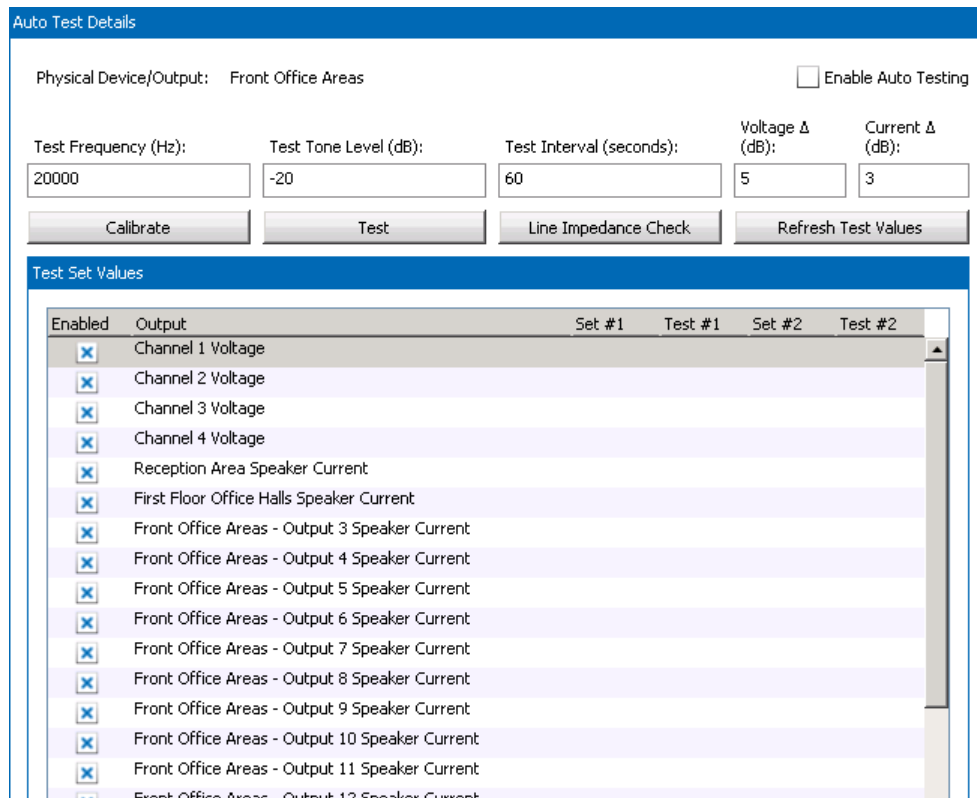 Auto Test Details
Physical Device/Output: Front Office Areas
Enable Auto Testing
Test Frequency (Hz):
Test Tone Level (dB):
Test Interval (seconds):
Voltage Δ
(dB):
Current Δ
(dB):
20000
-20
60
5
3
Calibrate
Test
Line Impedance Check
Refresh Test Values
Test Set Values
Enabled Output Set #1 Test #1 Set #2 Test #2
Channel 1 Voltage
Channel 2 Voltage
Channel 3 Voltage
Channel 4 Voltage
Reception Area Speaker Current
First Floor Office Halls Speaker Current
Front Office Areas - Output 3 Speaker Current
Front Office Areas - Output 4 Speaker Current
Front Office Areas - Output 5 Speaker Current
Front Office Areas - Output 6 Speaker Current
Front Office Areas - Output 7 Speaker Current
Front Office Areas - Output 8 Speaker Current
Front Office Areas - Output 9 Speaker Current
Front Office Areas - Output 10 Speaker Current
Front Office Areas - Output 11 Speaker Current
Front Office Areas - Output 12 Speaker Current